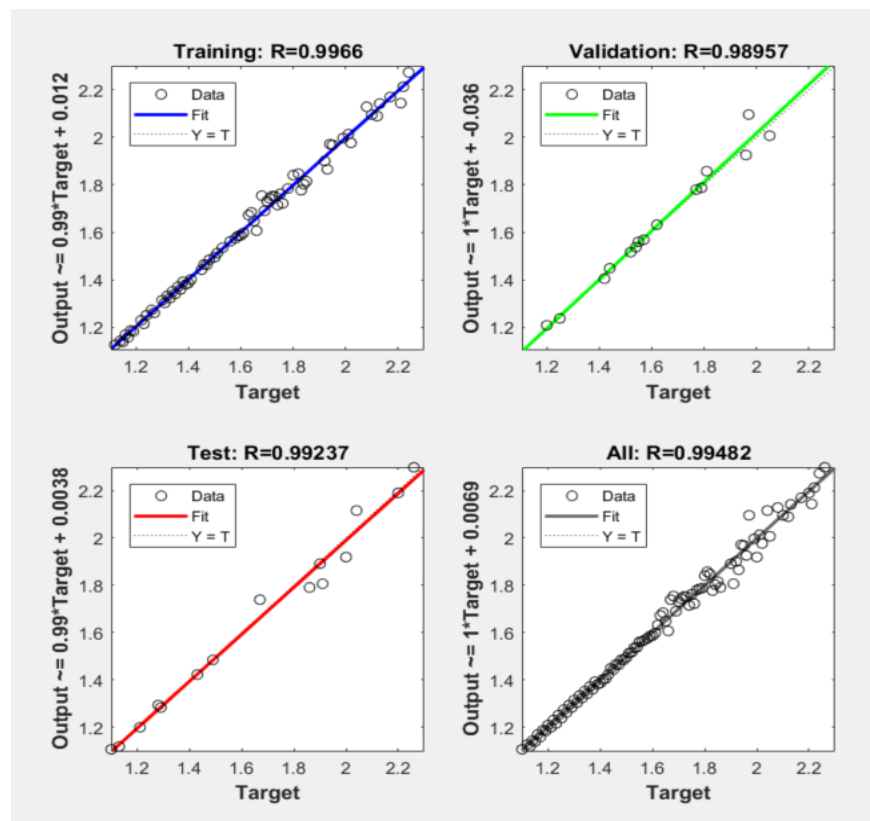 Training: R=0.9966
Output ~= 0.99*Target + 0.012
2.2
2
1.8
1.6
1.4
1.2
Data
Fit
Y = T
1.2
1.4
1.6
1.8
2
2.2
Target
Validation: R=0.98957
Output ~= 1*Target + -0.036
2.2
2
1.8
1.6
1.4
1.2
Data
Fit
Y = T
1.2
1.4
1.6
1.8
2
2.2
Target
Test: R=0.99237
Output ~= 0.99*Target + 0.0038
2.2
2
1.8
1.6
1.4
1.2
Data
Fit
Y = T
1.2
1.4
1.6
1.8
2
2.2
Target
All: R=0.99482
Output ~= 1*Target + 0.0069
2.2
2
1.8
1.6
1.4
1.2
Data
Fit
Y = T
1.2
1.4
1.6
1.8
2
2.2
Target